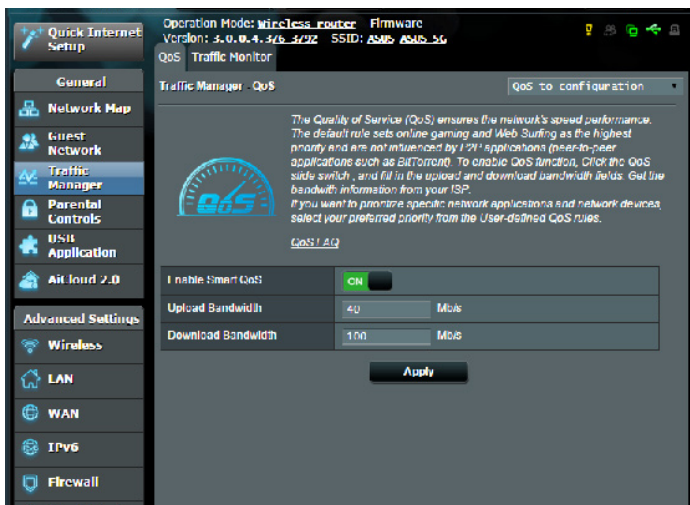 Quick Internet
Setup
Operation Mode: Wireless router Firmware
Version: 3.0.0.4.376_3792 SSID: ASUS ASUS_5G
QoS Traffic Monitor
General
Network Map
Guest
Network
Traffic
Manager
Parental
Controls
USB
Application
AiCloud 2.0
Advanced Settings
Wireless
LAN
WAN
IPv6
Firewall
Traffic Manager - QoS
QoS to configuration
The Quality of Service (QoS) ensures the network's speed performance.
The default rule sets online gaming and Web Surfing as the highest
priority and are not influenced by P2P applications (peer-to-peer
applications such as BitTorrent). To enable QoS function, Click the QoS
slide switch , and fill in the upload and download bandwidth fields. Get the
bandwith information from your ISP.
If you want to prioritize specific network applications and network devices,
select your preferred priority from the User-defined QoS rules.
QoS FAQ
QoS
Enable Smart QoS
ON
Upload Bandwidth
40 Mb/s
Download Bandwidth
100 Mb/s
Apply